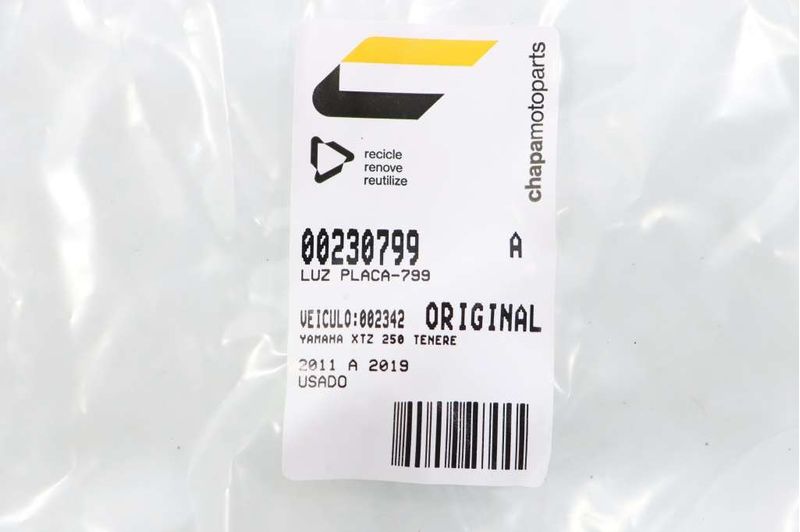 chapamotoparts
recicle
renove
reutilize
00230799 A
LUZ PLACA-799
VEICULO:002342 ORIGINAL
YAMAHA XTZ 250 TENERE
2011 A 2019
USADO